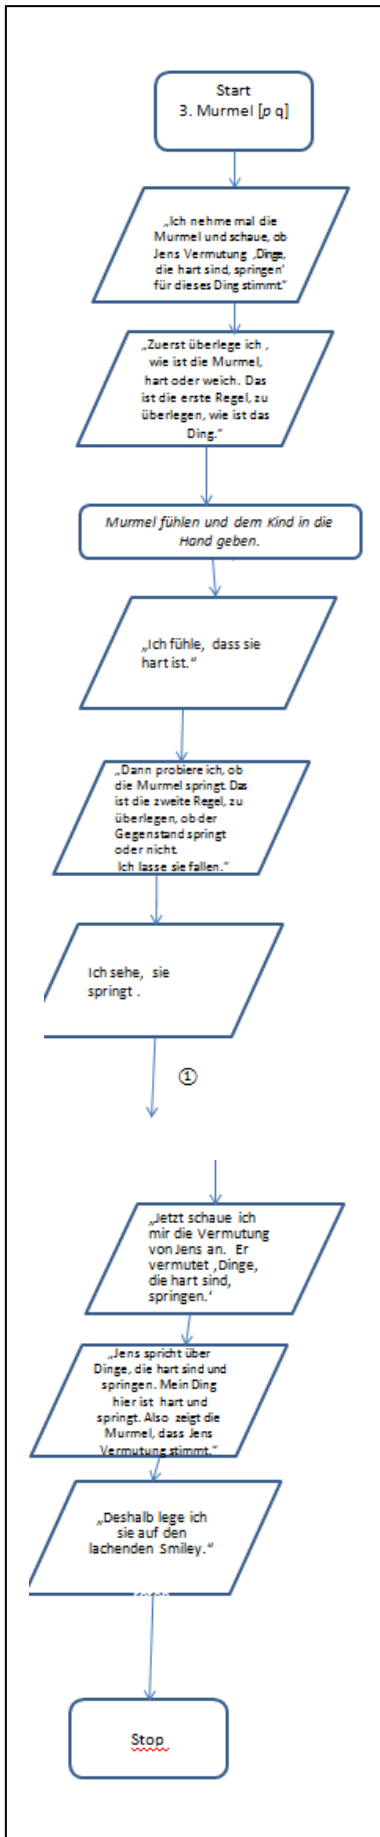 Start
3. Murmel [p q]
„Ich nehme mal die
Murmel und schaue, ob
Jens Vermutung ‚Dinge,
die hart sind, springen‘
für dieses Ding stimmt.“
„Zuerst überlege ich ,
wie ist die Murmel,
hart oder weich. Das
ist die erste Regel, zu
überlegen, wie ist das
Ding.“
Murmel fühlen und dem Kind in die
Hand geben.
„Ich fühle, dass sie
hart ist.“
„Dann probiere ich, ob
die Murmel springt. Das
ist die zweite Regel, zu
überlegen, ob der
Gegenstand springt
oder nicht.
Ich lasse sie fallen.“
Ich sehe, sie
springt .
①
„Jetzt schaue ich
mir die Vermutung
von Jens an. Er
vermutet ‚Dinge,
die hart sind,
springen.‘
„Jens spricht über
Dinge, die hart sind und
springen. Mein Ding
hier ist hart und
springt. Also zeigt die
Murmel, dass Jens
Vermutung stimmt.“
„Deshalb lege ich
sie auf den
lachenden Smiley.“
Stop